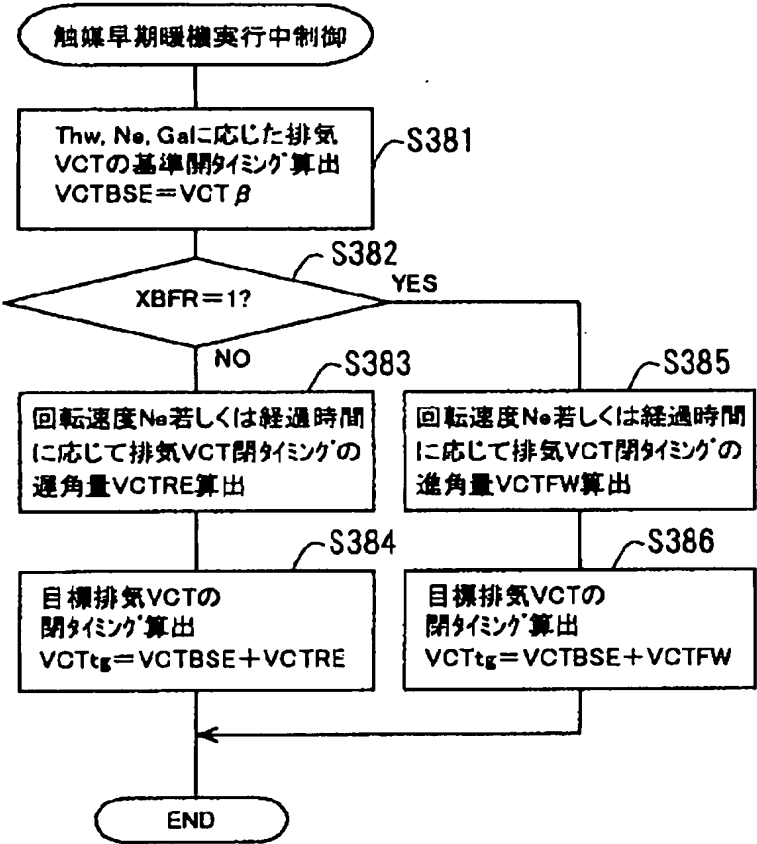 触媒早期暖機実行中制御
Thw, Ne, Gaに応じた排気
VCTの基準開タイミング算出
VCTBSE=VCTβ
S381
S382
XBFR=1?
YES
NO
S383
回転速度Ne若しくは経過時間
に応じて排気VCT閉タイミングの
遅角量VCTRE算出
S385
回転速度Ne若しくは経過時間
に応じて排気VCT閉タイミングの
進角量VCTFW算出
S384
目標排気VCTの
閉タイミング算出
VCTtg=VCTBSE+VCTRE
S386
目標排気VCTの
閉タイミング算出
VCTtg=VCTBSE+VCTFW
END